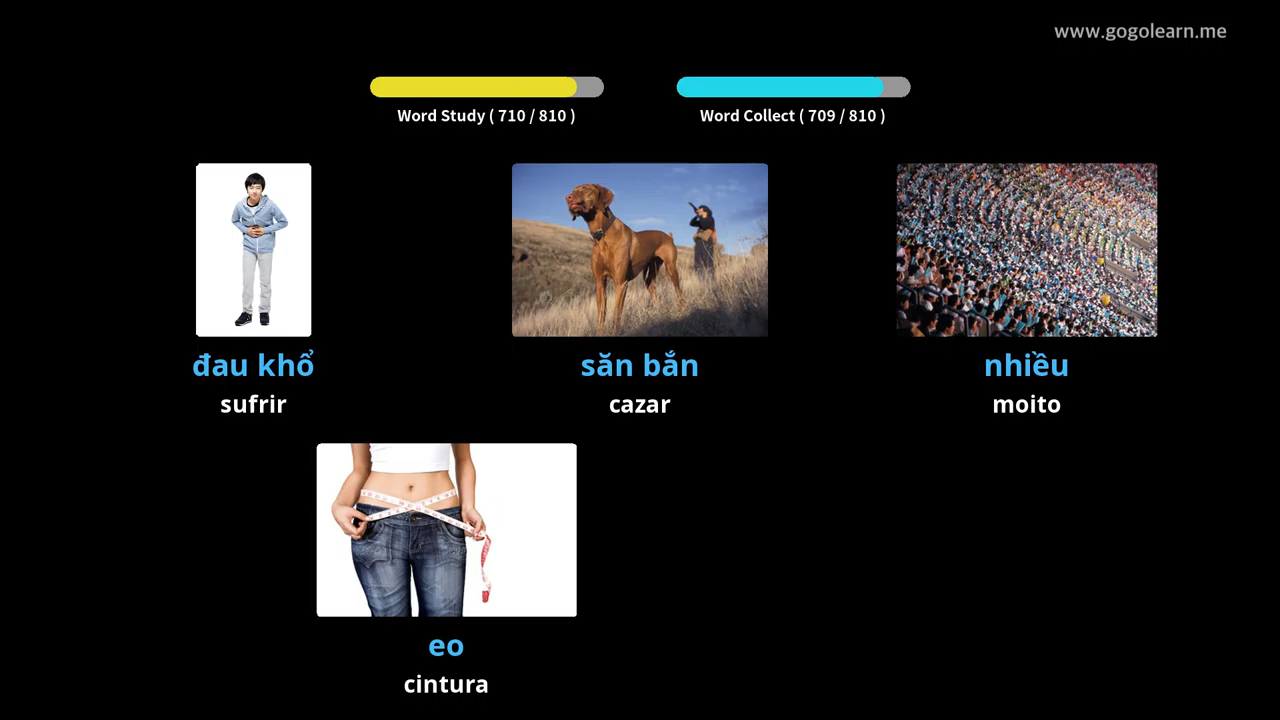 www.gogolearn.me
Word Study ( 710 / 810 )
Word Collect ( 709 / 810 )
đau khổ
sufrir
săn bắn
cazar
nhiều
moito
eo
cintura